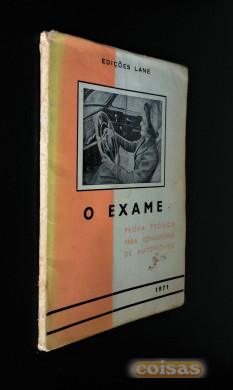 EDIÇÕES LANE
O EXAME
PROVA TEÓRICA
PARA CONDUTORES
DE AUTOMÓVEIS
1971
coisas